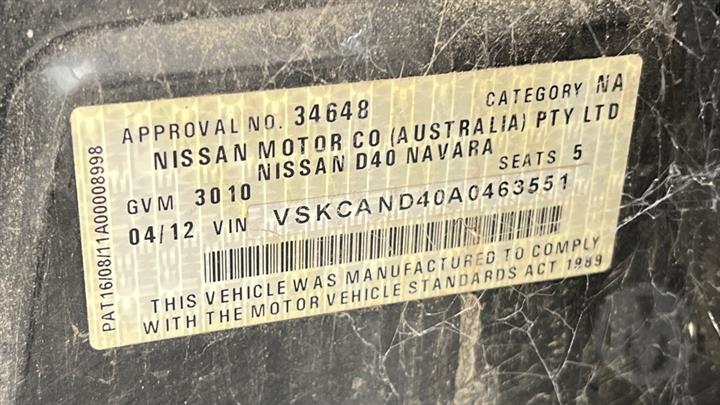 APPROVAL NO. 34648 CATEGORY NA
NISSAN MOTOR CO (AUSTRALIA) PTY LTD
NISSAN D40 NAVARA
GVM 3010 SEATS 5
04/12 VIN VSKCAND40A0463551
THIS VEHICLE WAS MANUFACTURED TO COMPLY
WITH THE MOTOR VEHICLE STANDARDS ACT 1989
PAT16/08/11A00008998